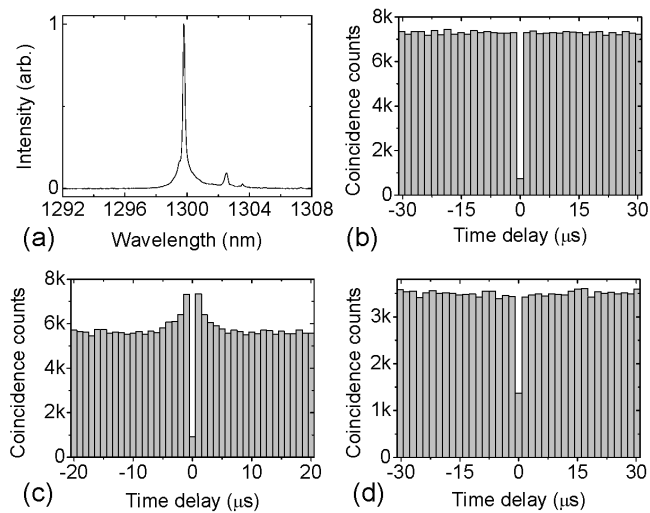 1
0
Intensity (arb.)
1292 1296 1300 1304 1308
Wavelength (nm)
(a)
8k
6k
4k
2k
0
Coincidence counts
-30 -15 0 15 30
Time delay (μs)
(b)
8k
6k
4k
2k
0
Coincidence counts
-20 -10 0 10 20
Time delay (μs)
(c)
3k
2k
1k
0
Coincidence counts
-30 -15 0 15 30
Time delay (μs)
(d)